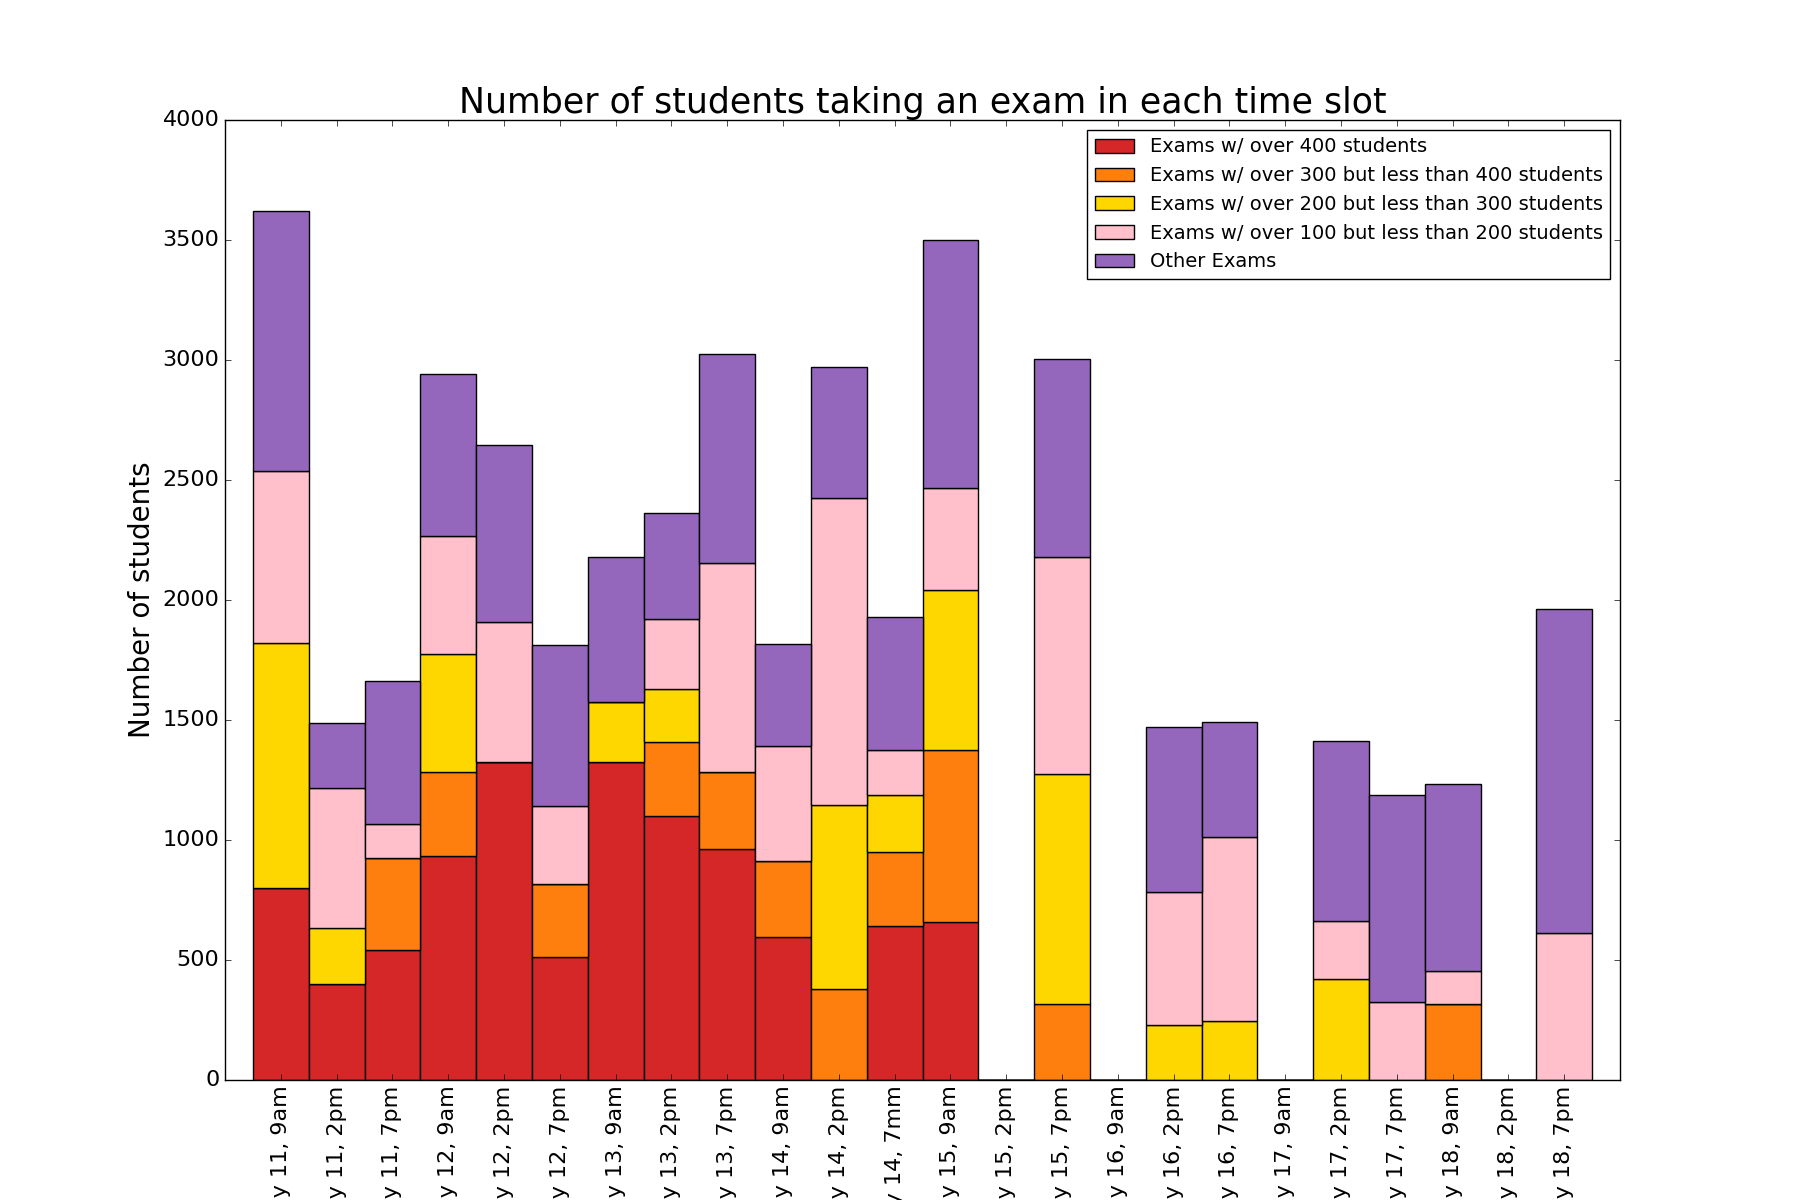 Number of students taking an exam in each time slot
4000
3500
3000
2500
2000
1500
1000
500
0
Number of students
Exams w/ over 400 students
Exams w/ over 300 but less than 400 students
Exams w/ over 200 but less than 300 students
Exams w/ over 100 but less than 200 students
Other Exams
y 11, 9am
y 11, 2pm
y 11, 7pm
y 12, 9am
y 12, 2pm
y 12, 7pm
y 13, 9am
y 13, 2pm
y 13, 7pm
y 14, 9am
y 14, 2pm
y 14, 7mm
y 15, 9am
y 15, 2pm
y 15, 7pm
y 16, 9am
y 16, 2pm
y 16, 7pm
y 17, 9am
y 17, 2pm
y 17, 7pm
y 18, 9am
y 18, 2pm
y 18, 7pm